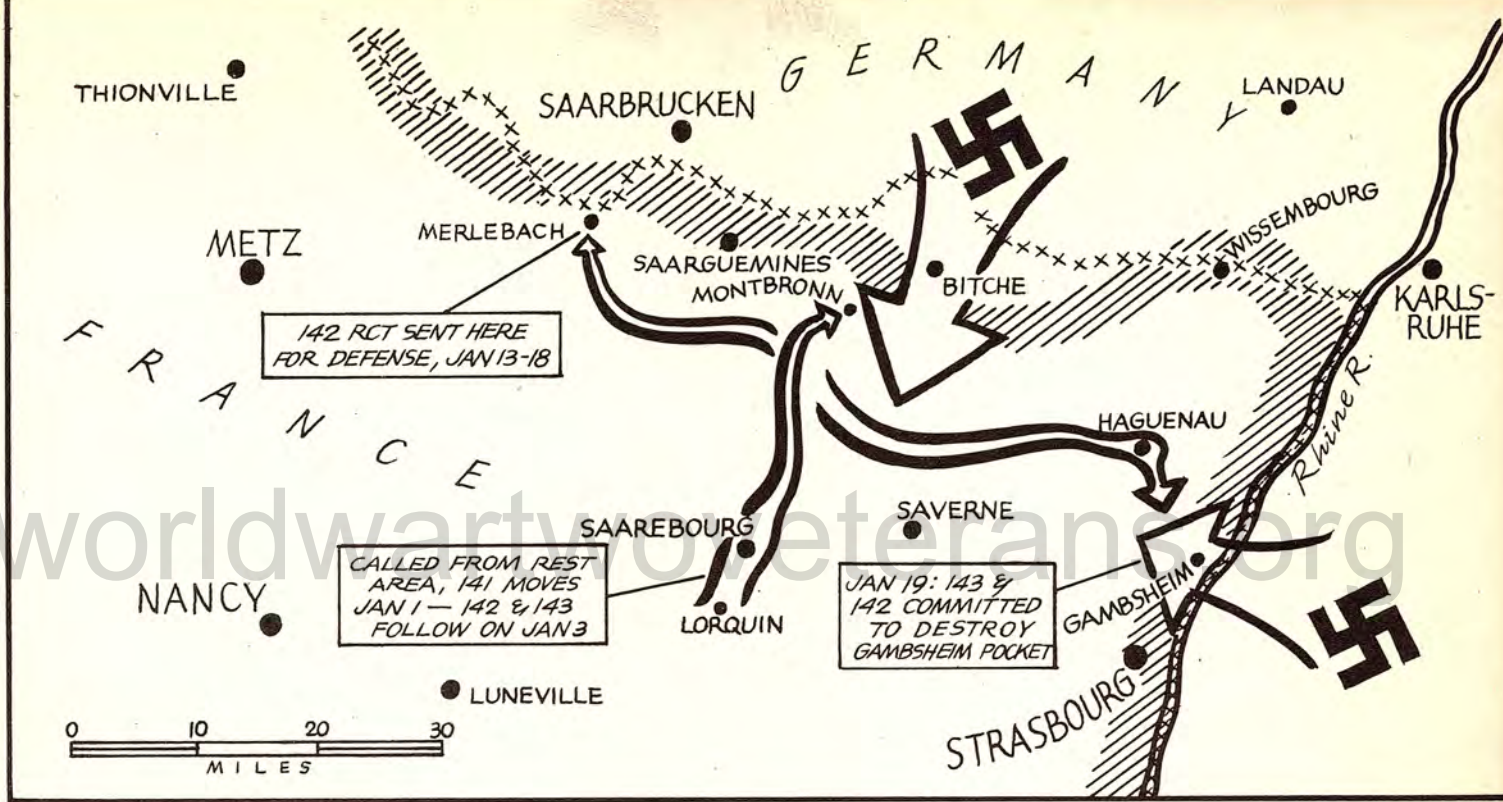 GERMANY
THIONVILLE
SAARBRUCKEN
LANDAU
WISSEMBOURG
MERLEBACH
METZ
SAARGUEMINES
MONTBRONN
BITCHE
KARLS-
RUHE
142 RCT SENT HERE
FOR DEFENSE, JAN 13-18
FRANCE
Rhine R.
HAGUENAU
worldwartwoveterans.org
SAVERNE
SAAREBOURG
CALLED FROM REST
AREA, 141 MOVES
JAN 1 — 142 & 143
FOLLOW ON JAN 3
JAN 19: 143 &
142 COMMITTED
TO DESTROY
GAMBSHEIM POCKET
GAMBSHEIM
NANCY
LORQUIN
LUNEVILLE
STRASBOURG
0 10 20 30
MILES